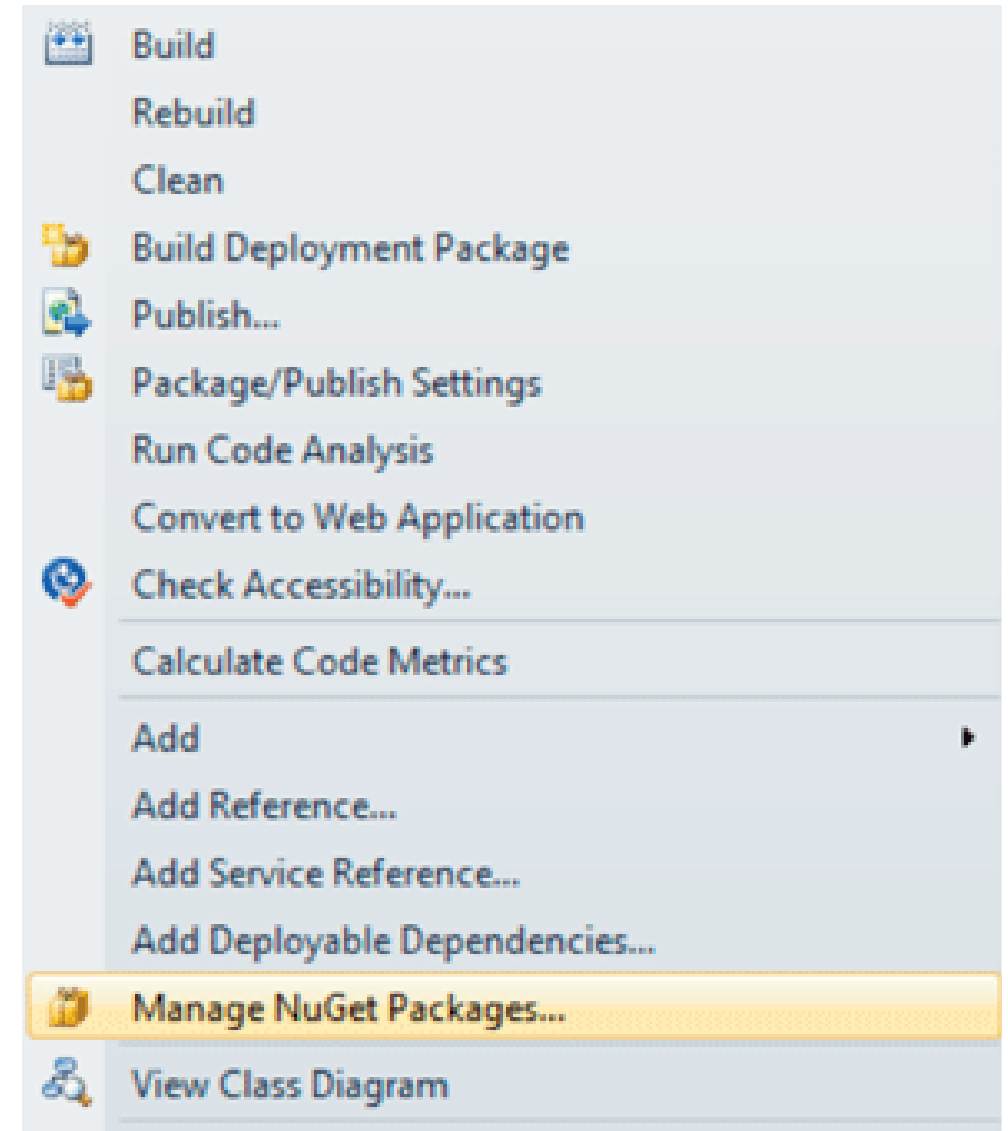 Build
Rebuild
Clean
Build Deployment Package
Publish...
Package/Publish Settings
Run Code Analysis
Convert to Web Application
Check Accessibility...
Calculate Code Metrics
Add
Add Reference...
Add Service Reference...
Add Deployable Dependencies...
Manage NuGet Packages...
View Class Diagram